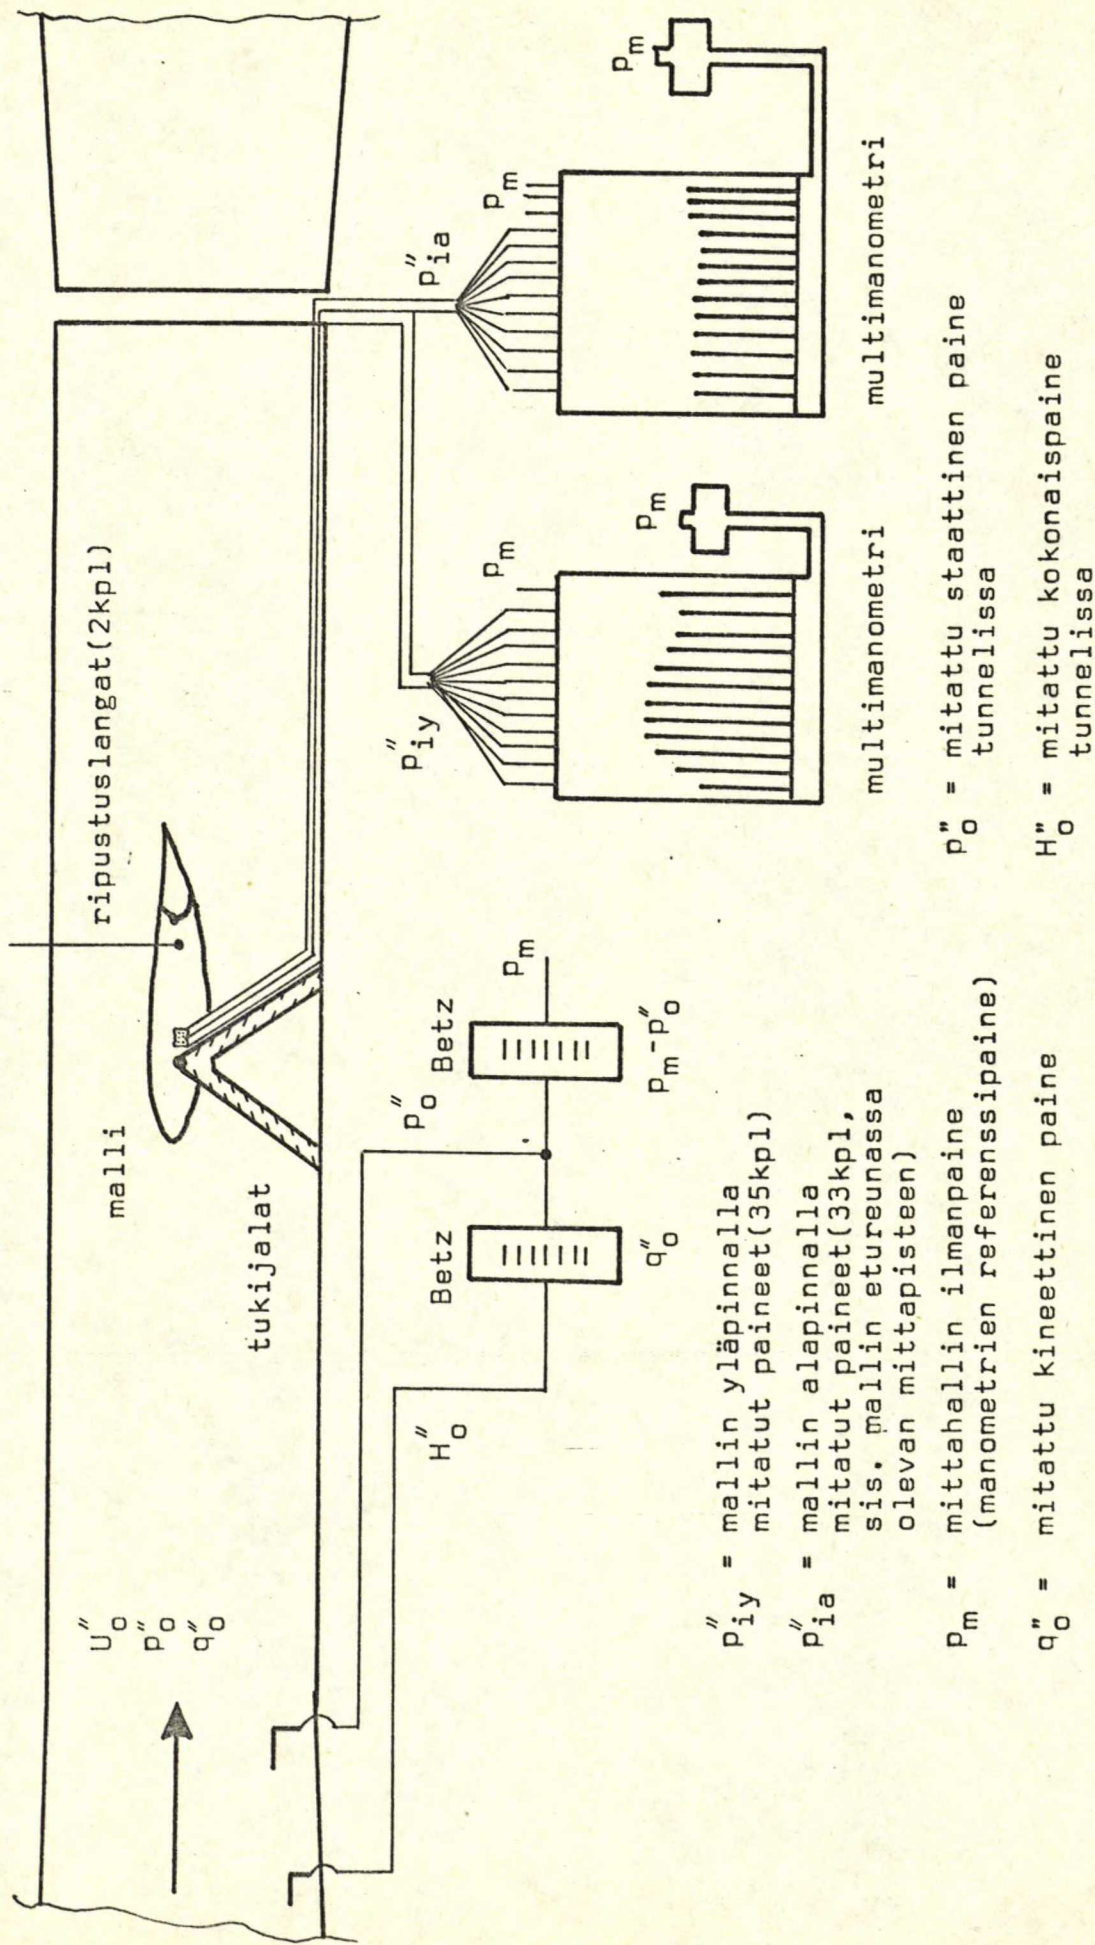 ripustuslangat(2kpl)
malli
tukijalat
U″o
p″o
q″o
H″o
p″o
Betz
q″o
Betz
pm-p″o
pm
p″iy
pm
pm
multimanometri
p″ia
pm
pm
multimanometri
p″iy = mallin yläpinnalla
mitatut paineet(35kpl)
p″ia = mallin alapinnalla
mitatut paineet(33kpl,
sis. mallin etureunassa
olevan mittapisteen)
pm = mittahallin ilmanpaine
(manometrien referenssipaine)
q″o = mitattu kineettinen paine
p″o = mitattu staattinen paine
tunnelissa
H″o = mitattu kokonaispaine
tunnelissa